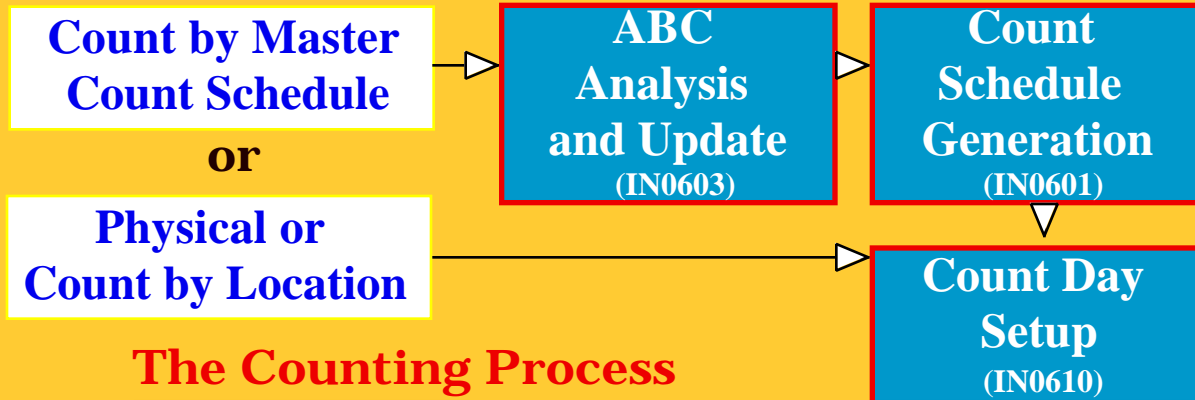 Count by Master
Count Schedule
or
Physical or
Count by Location
The Counting Process
ABC
Analysis
and Update
(IN0603)
Count
Schedule
Generation
(IN0601)
Count Day
Setup
(IN0610)